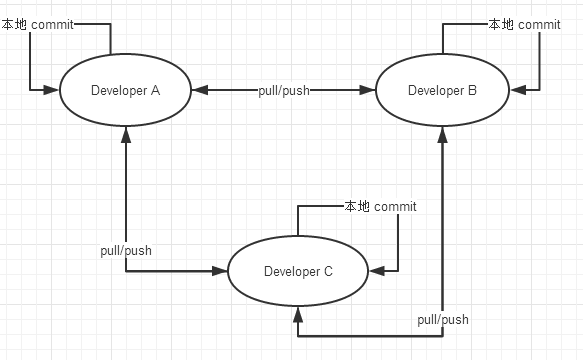 本地 commit
本地 commit
Developer A
pull/push
Developer B
本地 commit
pull/push
Developer C
pull/push